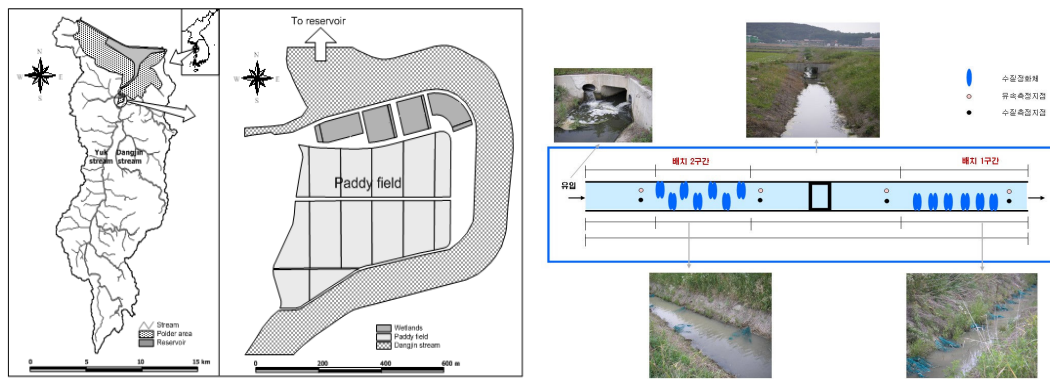 N
W
E
S
Yuk
stream
Dangjin
stream
Stream
Polder area
Reservoir
0 5 10 15 km
To reservoir
N
W
E
S
Paddy field
Wetlands
Paddy field
Dangjin stream
0 200 400 600 m
수질정화체
유속측정지점
수질측정지점
배치 2구간
배치 1구간
유입